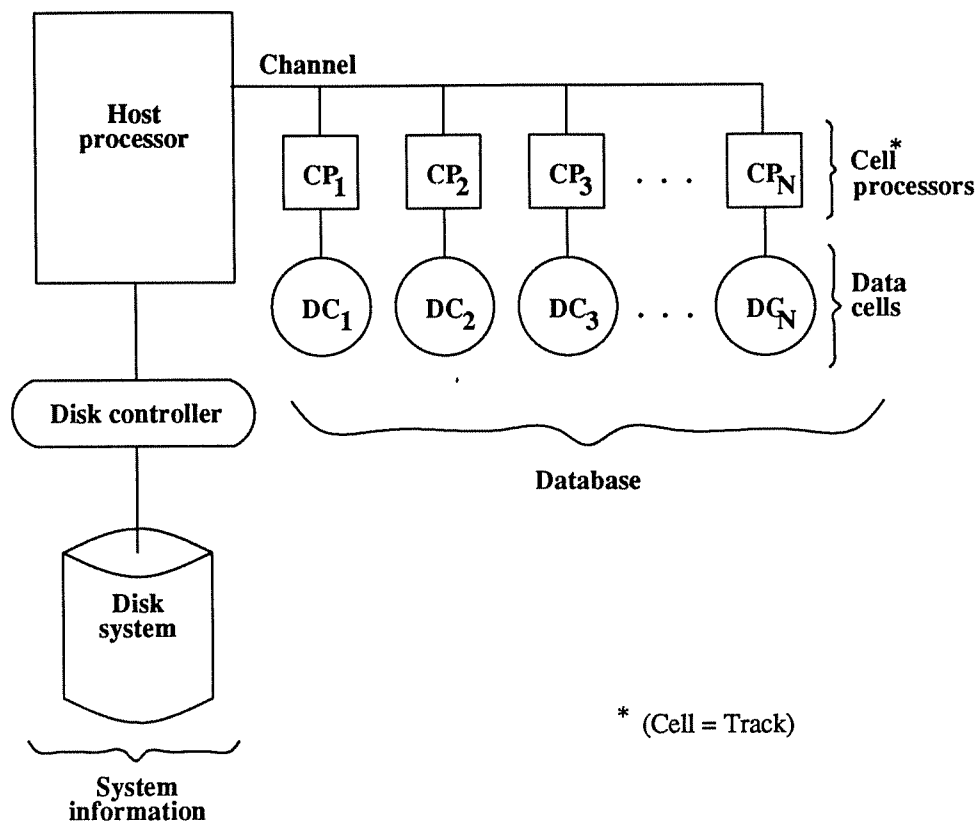 Channel
Host
processor
CP1 CP2 CP3 . . . CPN
Cell*
processors
DC1 DC2 DC3 . . . DCN
Data
cells
Disk controller
Database
Disk
system
* (Cell = Track)
System
information